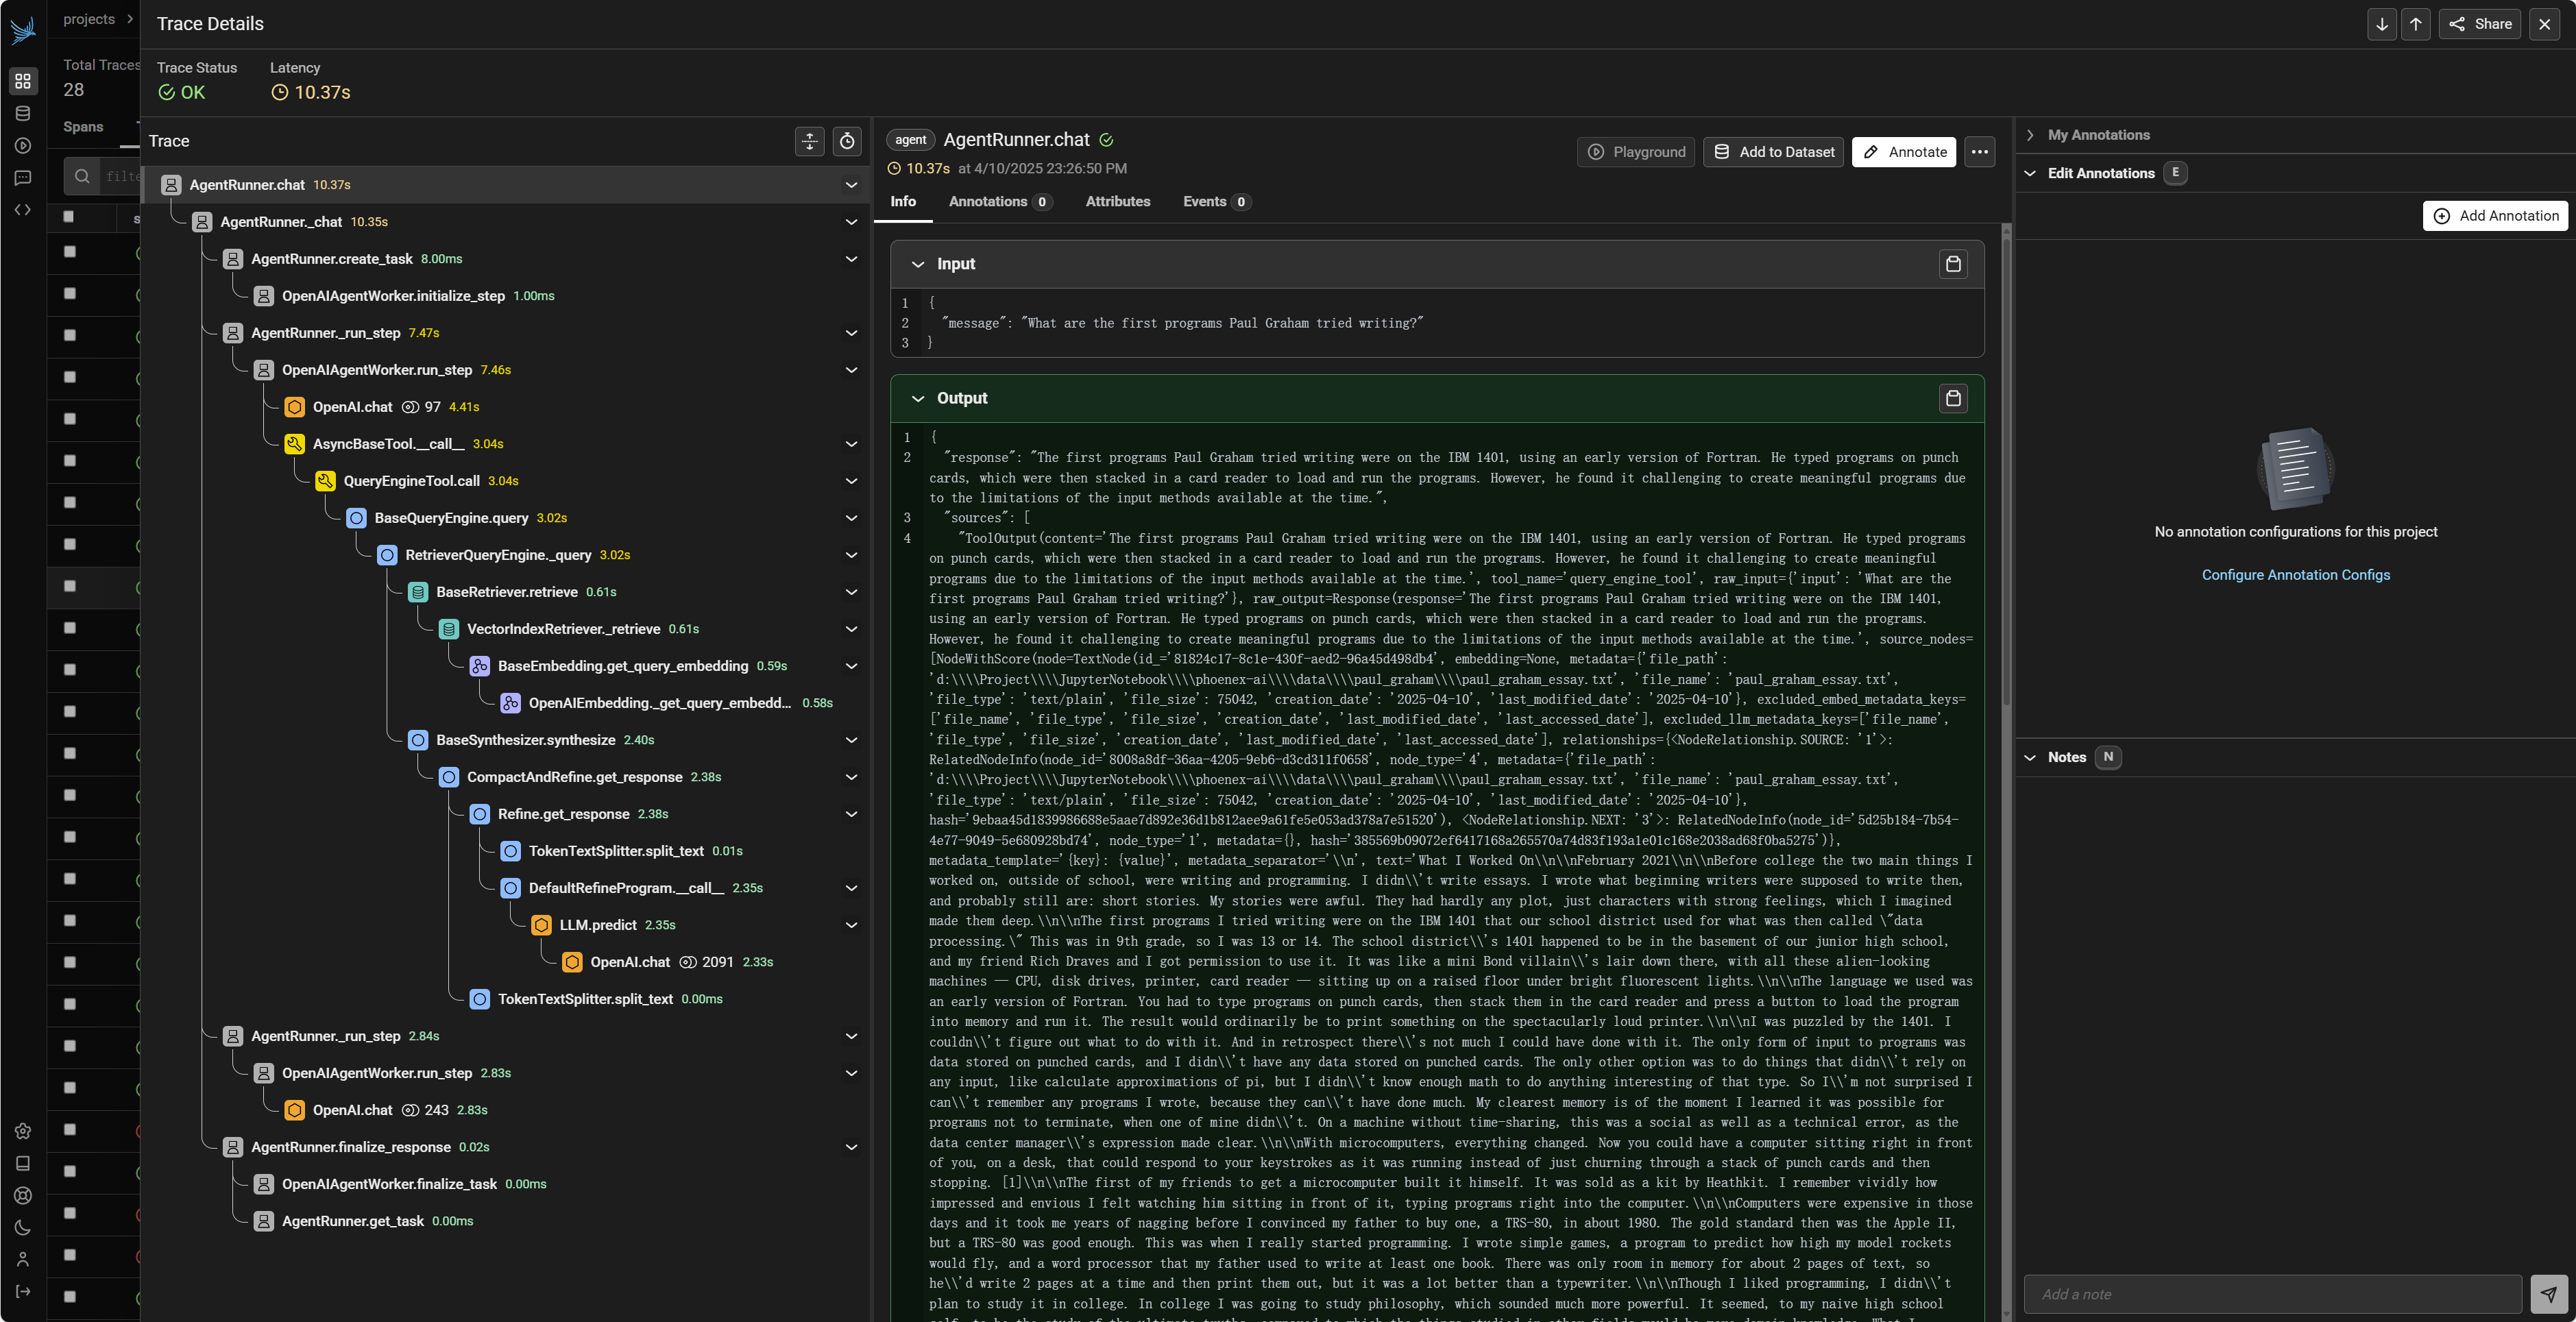 projects
Trace Details
Share
Total Traces
28
Trace Status
OK
Latency
10.37s
Spans
Trace
AgentRunner.chat 10.37s
AgentRunner._chat 10.35s
AgentRunner.create_task 8.00ms
OpenAIAgentWorker.initialize_step 1.00ms
AgentRunner._run_step 7.47s
OpenAIAgentWorker.run_step 7.46s
OpenAI.chat 97 4.41s
AsyncBaseTool.__call__ 3.04s
QueryEngineTool.call 3.04s
BaseQueryEngine.query 3.02s
RetrieverQueryEngine._query 3.02s
BaseRetriever.retrieve 0.61s
VectorIndexRetriever._retrieve 0.61s
BaseEmbedding.get_query_embedding 0.59s
OpenAIEmbedding._get_query_embedd... 0.58s
BaseSynthesizer.synthesize 2.40s
CompactAndRefine.get_response 2.38s
Refine.get_response 2.38s
TokenTextSplitter.split_text 0.01s
DefaultRefineProgram.__call__ 2.35s
LLM.predict 2.35s
OpenAI.chat 2091 2.33s
TokenTextSplitter.split_text 0.00ms
AgentRunner._run_step 2.84s
OpenAIAgentWorker.run_step 2.83s
OpenAI.chat 243 2.83s
AgentRunner.finalize_response 0.02s
OpenAIAgentWorker.finalize_task 0.00ms
AgentRunner.get_task 0.00ms
agent AgentRunner.chat
10.37s at 4/10/2025 23:26:50 PM
Playground
Add to Dataset
Annotate
Info Annotations 0 Attributes Events 0
Input
1 {
2 "message": "What are the first programs Paul Graham tried writing?"
3 }
Output
1 {
2 "response": "The first programs Paul Graham tried writing were on the IBM 1401, using an early version of Fortran. He typed programs on punch
cards, which were then stacked in a card reader to load and run the programs. However, he found it challenging to create meaningful programs due
to the limitations of the input methods available at the time.",
3 "sources": [
4 "ToolOutput(content='The first programs Paul Graham tried writing were on the IBM 1401, using an early version of Fortran. He typed programs
on punch cards, which were then stacked in a card reader to load and run the programs. However, he found it challenging to create meaningful
programs due to the limitations of the input methods available at the time.', tool_name='query_engine_tool', raw_input={'input': 'What are the
first programs Paul Graham tried writing?'}, raw_output=Response(response='The first programs Paul Graham tried writing were on the IBM 1401,
using an early version of Fortran. He typed programs on punch cards, which were then stacked in a card reader to load and run the programs.
However, he found it challenging to create meaningful programs due to the limitations of the input methods available at the time.', source_nodes=
[NodeWithScore(node=TextNode(id_='81824c17-8c1e-430f-aed2-96a45d498db4', embedding=None, metadata={'file_path':
'd:\\\\Project\\\\JupyterNotebook\\\\phoenex-ai\\\\data\\\\paul_graham\\\\paul_graham_essay.txt', 'file_name': 'paul_graham_essay.txt',
'file_type': 'text/plain', 'file_size': 75042, 'creation_date': '2025-04-10', 'last_modified_date': '2025-04-10'}, excluded_embed_metadata_keys=
['file_name', 'file_type', 'file_size', 'creation_date', 'last_modified_date', 'last_accessed_date'], excluded_llm_metadata_keys=['file_name',
'file_type', 'file_size', 'creation_date', 'last_modified_date', 'last_accessed_date'], relationships={<NodeRelationship.SOURCE: '1'>:
RelatedNodeInfo(node_id='8008a8df-36aa-4205-9eb6-d3cd311f0658', node_type='4', metadata={'file_path':
'd:\\\\Project\\\\JupyterNotebook\\\\phoenex-ai\\\\data\\\\paul_graham\\\\paul_graham_essay.txt', 'file_name': 'paul_graham_essay.txt',
'file_type': 'text/plain', 'file_size': 75042, 'creation_date': '2025-04-10', 'last_modified_date': '2025-04-10'},
hash='9ebaa45d1839986688e5aae7d892e36d1b812aee9a61fe5e053ad378a7e51520'), <NodeRelationship.NEXT: '3'>: RelatedNodeInfo(node_id='5d25b184-7b54-
4e77-9049-5e680928bd74', node_type='1', metadata={}, hash='385569b09072ef6417168a265570a74d83f193a1e01c168e2038ad68f0ba5275')},
metadata_template='{key}: {value}', metadata_separator='\\n', text='What I Worked On\\n\\nFebruary 2021\\n\\nBefore college the two main things I
worked on, outside of school, were writing and programming. I didn\\'t write essays. I wrote what beginning writers were supposed to write then,
and probably still are: short stories. My stories were awful. They had hardly any plot, just characters with strong feelings, which I imagined
made them deep.\\n\\nThe first programs I tried writing were on the IBM 1401 that our school district used for what was then called \"data
processing.\" This was in 9th grade, so I was 13 or 14. The school district\\'s 1401 happened to be in the basement of our junior high school,
and my friend Rich Draves and I got permission to use it. It was like a mini Bond villain\\'s lair down there, with all these alien-looking
machines — CPU, disk drives, printer, card reader — sitting up on a raised floor under bright fluorescent lights.\\n\\nThe language we used was
an early version of Fortran. You had to type programs on punch cards, then stack them in the card reader and press a button to load the program
into memory and run it. The result would ordinarily be to print something on the spectacularly loud printer.\\n\\nI was puzzled by the 1401. I
couldn\\'t figure out what to do with it. And in retrospect there\\'s not much I could have done with it. The only form of input to programs was
data stored on punched cards, and I didn\\'t have any data stored on punched cards. The only other option was to do things that didn\\'t rely on
any input, like calculate approximations of pi, but I didn\\'t know enough math to do anything interesting of that type. So I\\'m not surprised I
can\\'t remember any programs I wrote, because they can\\'t have done much. My clearest memory is of the moment I learned it was possible for
programs not to terminate, when one of mine didn\\'t. On a machine without time-sharing, this was a social as well as a technical error, as the
data center manager\\'s expression made clear.\\n\\nWith microcomputers, everything changed. Now you could have a computer sitting right in front
of you, on a desk, that could respond to your keystrokes as it was running instead of just churning through a stack of punch cards and then
stopping. [1]\\n\\nThe first of my friends to get a microcomputer built it himself. It was sold as a kit by Heathkit. I remember vividly how
impressed and envious I felt watching him sitting in front of it, typing programs right into the computer.\\n\\nComputers were expensive in those
days and it took me years of nagging before I convinced my father to buy one, a TRS-80, in about 1980. The gold standard then was the Apple II,
but a TRS-80 was good enough. This was when I really started programming. I wrote simple games, a program to predict how high my model rockets
would fly, and a word processor that my father used to write at least one book. There was only room in memory for about 2 pages of text, so
he\\'d write 2 pages at a time and then print them out, but it was a lot better than a typewriter.\\n\\nThough I liked programming, I didn\\'t
plan to study it in college. In college I was going to study philosophy, which sounded much more powerful. It seemed, to my naive high school
My Annotations
Edit Annotations E
Add Annotation
No annotation configurations for this project
Configure Annotation Configs
Notes N
Add a note